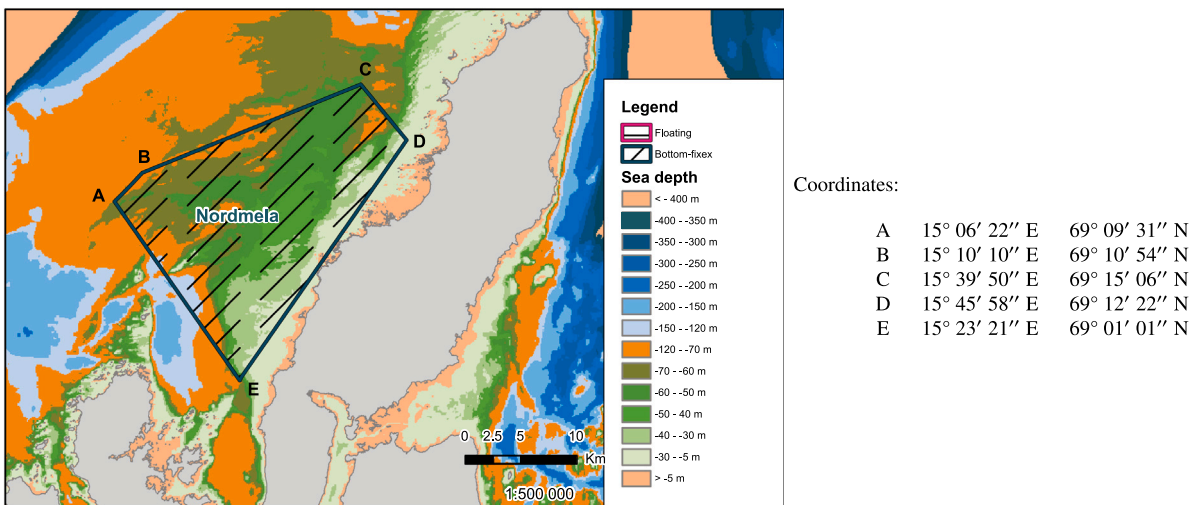 C
D
B
A
Nordmela
E
0 2.5 5 10
Km
1:500 000
Legend
Floating
Bottom-fixex
Sea depth
< - 400 m
-400 - -350 m
-350 - -300 m
-300 - -250 m
-250 - -200 m
-200 - -150 m
-150 - -120 m
-120 - -70 m
-70 - -60 m
-60 - -50 m
-50 - 40 m
-40 - -30 m
-30 - -5 m
> -5 m
Coordinates:
A 15° 06′ 22″ E 69° 09′ 31″ N
B 15° 10′ 10″ E 69° 10′ 54″ N
C 15° 39′ 50″ E 69° 15′ 06″ N
D 15° 45′ 58″ E 69° 12′ 22″ N
E 15° 23′ 21″ E 69° 01′ 01″ N